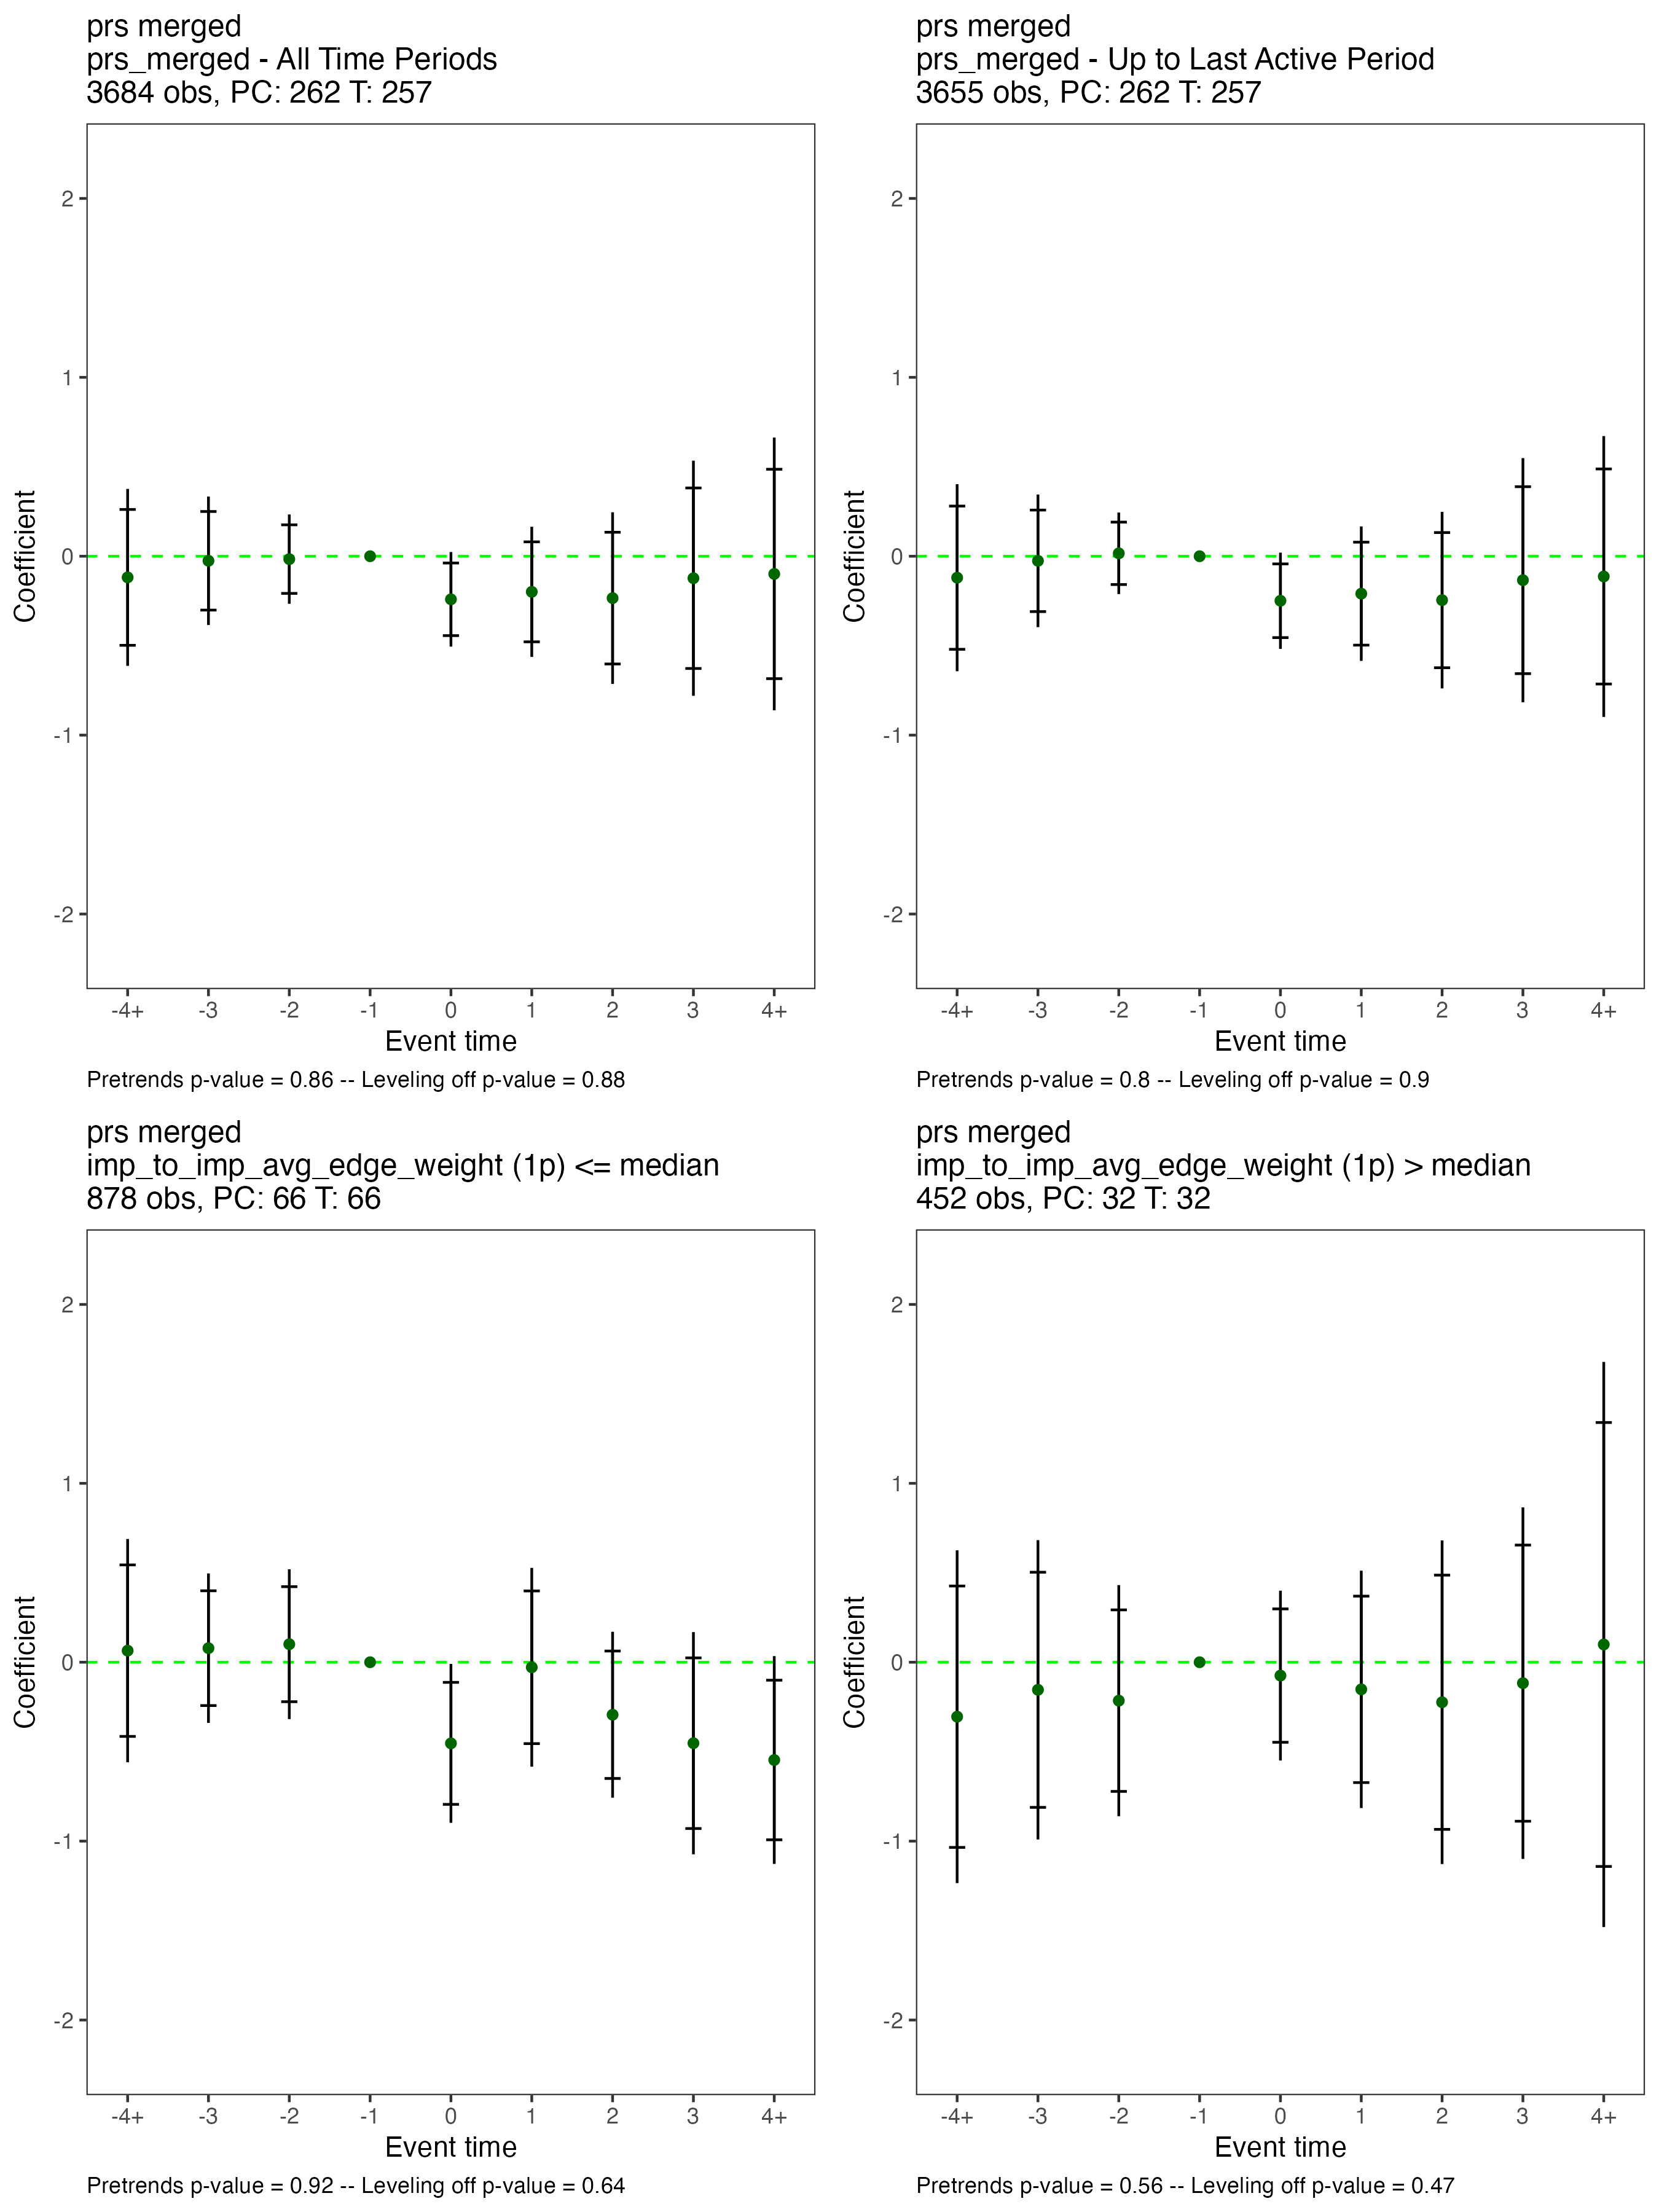 prs merged
prs_merged - All Time Periods
3684 obs, PC: 262 T: 257
Coefficient
2
1
0
-1
-2
-4+ -3 -2 -1 0 1 2 3 4+
Event time
Pretrends p-value = 0.86 -- Leveling off p-value = 0.88
prs merged
prs_merged - Up to Last Active Period
3655 obs, PC: 262 T: 257
Coefficient
2
1
0
-1
-2
-4+ -3 -2 -1 0 1 2 3 4+
Event time
Pretrends p-value = 0.8 -- Leveling off p-value = 0.9
prs merged
imp_to_imp_avg_edge_weight (1p) <= median
878 obs, PC: 66 T: 66
Coefficient
2
1
0
-1
-2
-4+ -3 -2 -1 0 1 2 3 4+
Event time
Pretrends p-value = 0.92 -- Leveling off p-value = 0.64
prs merged
imp_to_imp_avg_edge_weight (1p) > median
452 obs, PC: 32 T: 32
Coefficient
2
1
0
-1
-2
-4+ -3 -2 -1 0 1 2 3 4+
Event time
Pretrends p-value = 0.56 -- Leveling off p-value = 0.47